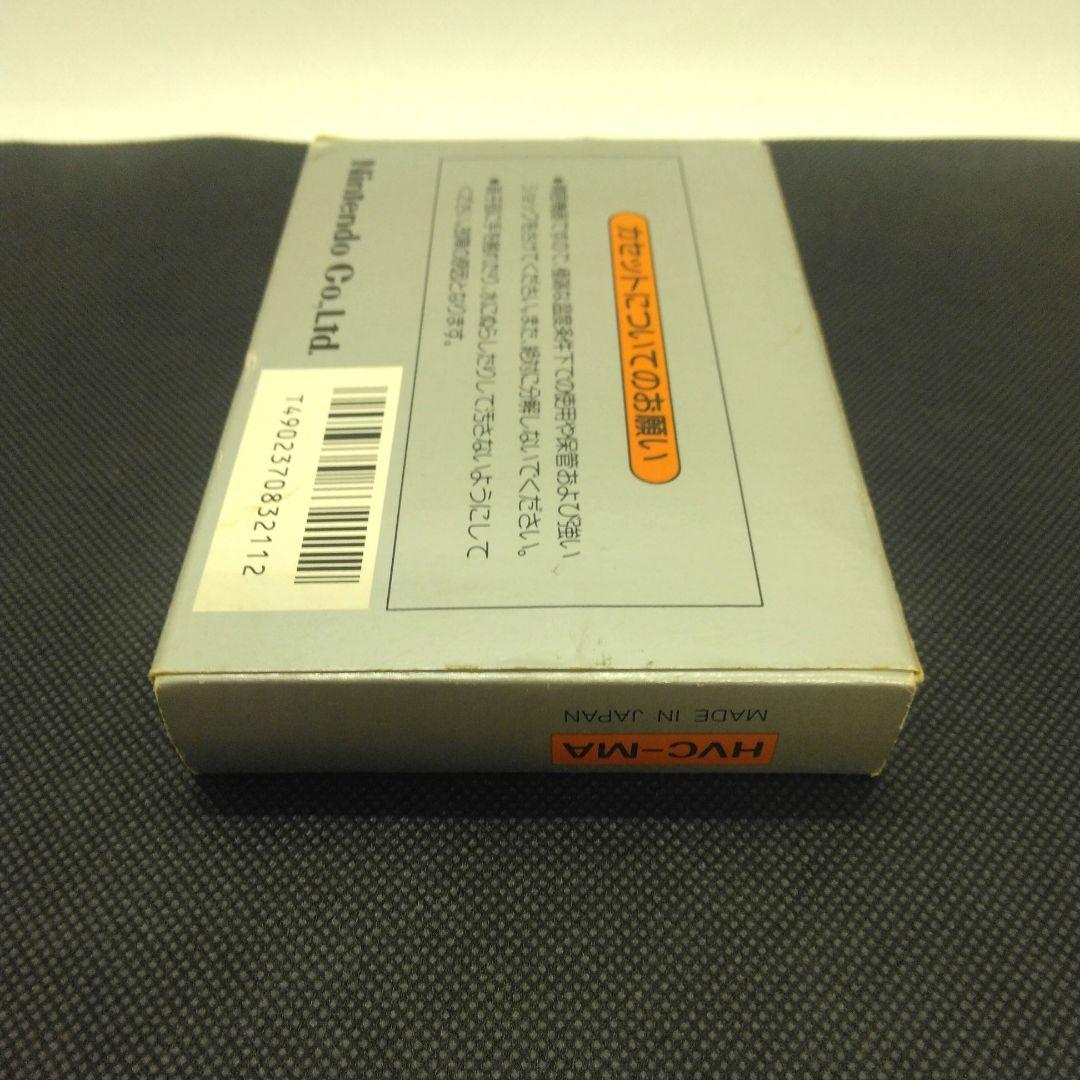 カセットについてのお願い
●精密機器ですので、極端な温度条件下での使用や保管および強い
ショックをさけてください。また、絶対に分解しないでください。
●端子部に手を触れたり、水にぬらしたりして汚さないようにして
ください。故障の原因となります。
Nintendo Co.,Ltd.
T4902370832112
MADE IN JAPAN
HVC-MA